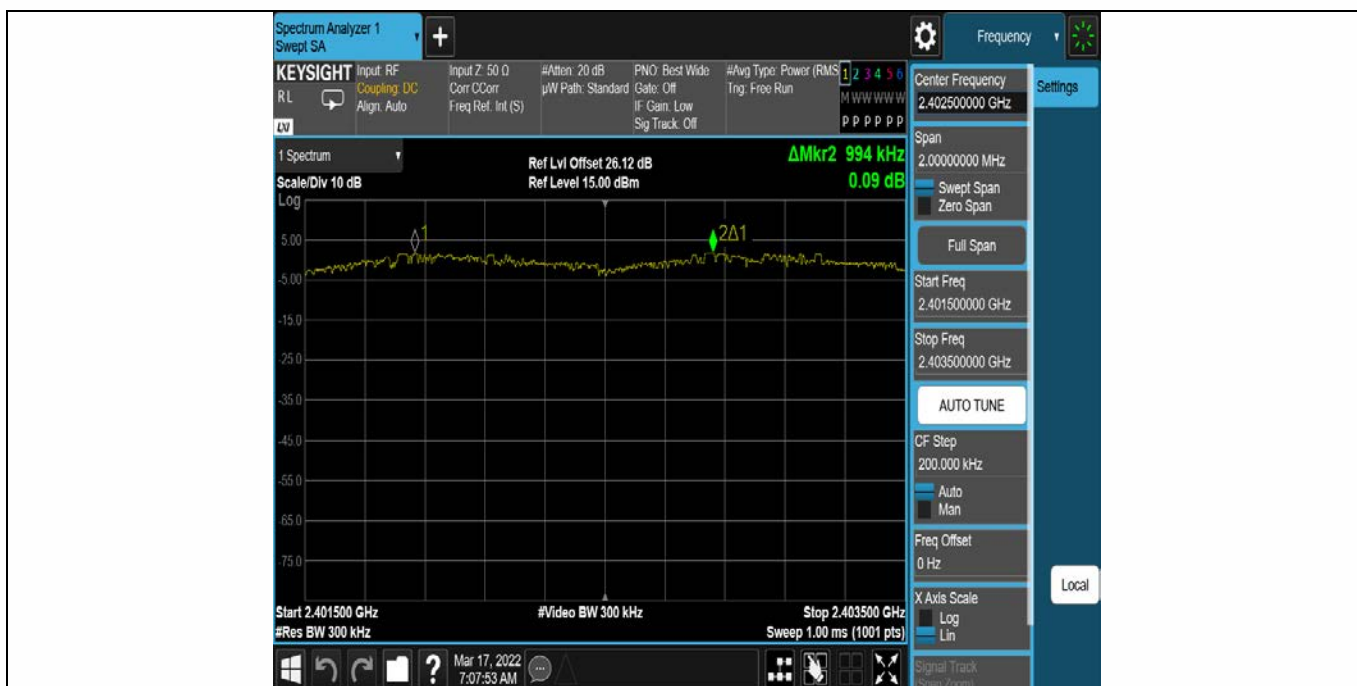 Spectrum Analyzer 1
Swept SA
+
Frequency
KEYSIGHT
RL
LXI
Input: RF
Coupling: DC
Align: Auto
Input Z: 50 Ω
Corr CCorr
Freq Ref: Int (S)
#Atten: 20 dB
µW Path: Standard
PNO: Best Wide
Gate: Off
IF Gain: Low
Sig Track: Off
#Avg Type: Power (RMS
Trig: Free Run
1 2 3 4 5 6
M W W W W W
P P P P P P
1 Spectrum
Scale/Div 10 dB
Log
Ref Lvl Offset 26.12 dB
Ref Level 15.00 dBm
ΔMkr2 994 kHz
0.09 dB
1
2Δ1
5.00
-5.00
-15.0
-25.0
-35.0
-45.0
-55.0
-65.0
-75.0
Start 2.401500 GHz
#Res BW 300 kHz
#Video BW 300 kHz
Stop 2.403500 GHz
Sweep 1.00 ms (1001 pts)
?
Mar 17, 2022
7:07:53 AM
Center Frequency
2.402500000 GHz
Settings
Span
2.00000000 MHz
Swept Span
Zero Span
Full Span
Start Freq
2.401500000 GHz
Stop Freq
2.403500000 GHz
AUTO TUNE
CF Step
200.000 kHz
Auto
Man
Freq Offset
0 Hz
X Axis Scale
Log
Lin
Local
Signal Track
(Span Zoom)